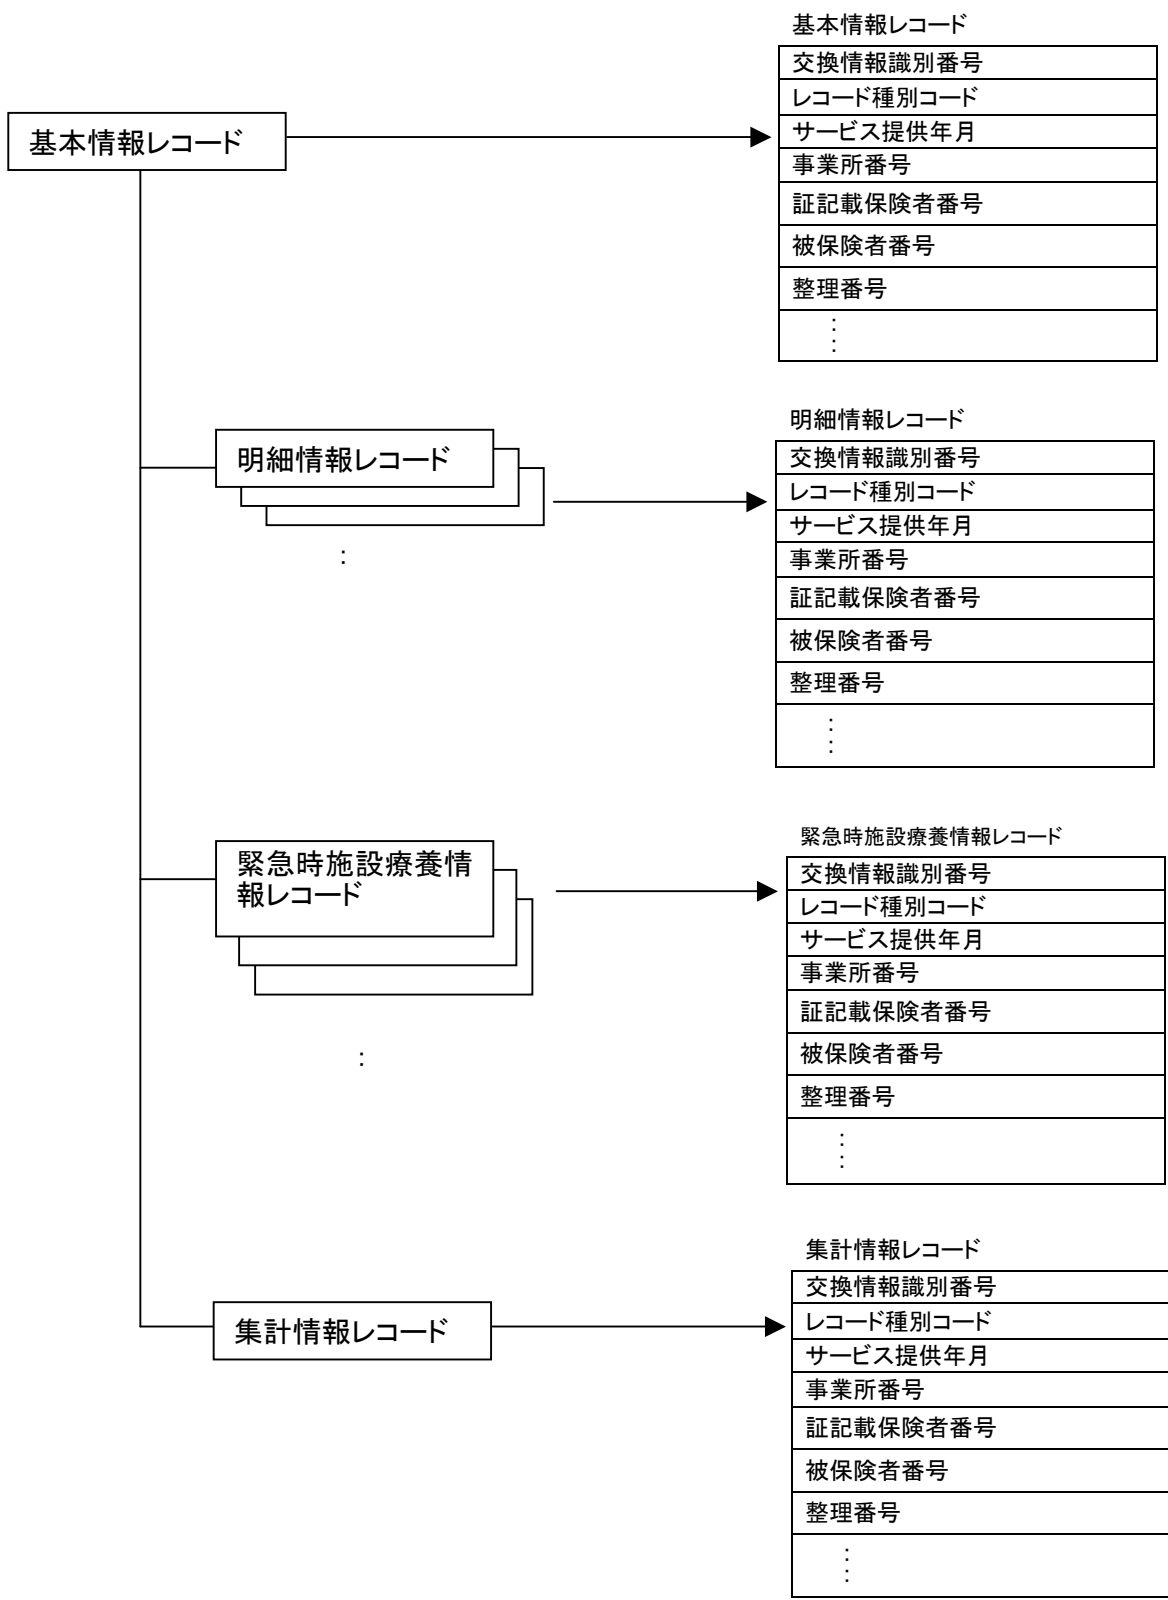 基本情報レコード
基本情報レコード
交換情報識別番号
レコード種別コード
サービス提供年月
事業所番号
証記載保険者番号
被保険者番号
整理番号
:
:
明細情報レコード
:
明細情報レコード
交換情報識別番号
レコード種別コード
サービス提供年月
事業所番号
証記載保険者番号
被保険者番号
整理番号
:
:
緊急時施設療養情
報レコード
:
緊急時施設療養情報レコード
交換情報識別番号
レコード種別コード
サービス提供年月
事業所番号
証記載保険者番号
被保険者番号
整理番号
:
:
集計情報レコード
集計情報レコード
交換情報識別番号
レコード種別コード
サービス提供年月
事業所番号
証記載保険者番号
被保険者番号
整理番号
:
: